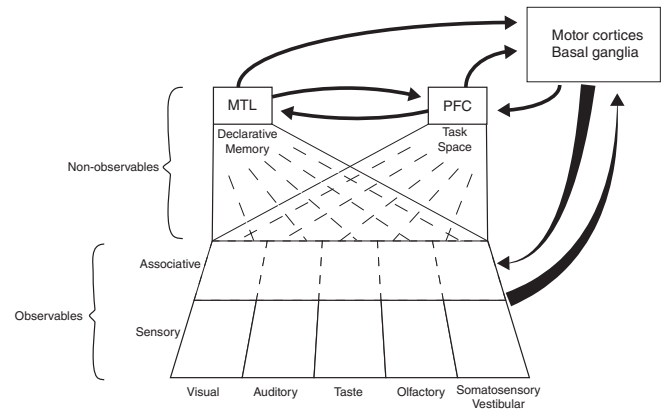 Motor cortices
Basal ganglia
MTL
PFC
Declarative
Memory
Task
Space
Non-observables
Associative
Observables
Sensory
Visual
Auditory
Taste
Olfactory
Somatosensory
Vestibular